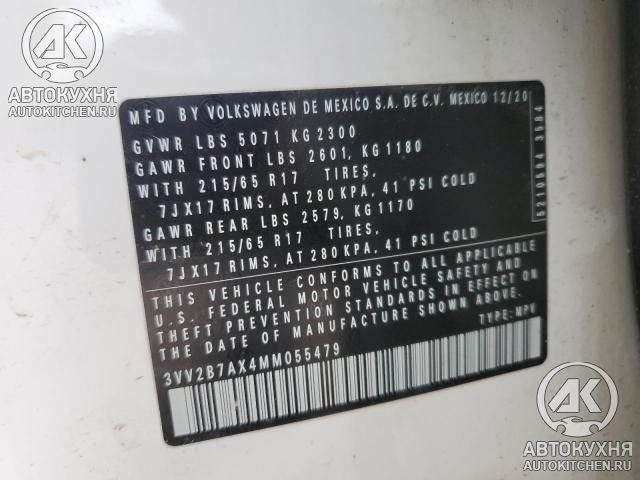 AK
АВТОКУХНЯ
AUTOKITCHEN.RU
MFD BY VOLKSWAGEN DE MEXICO S.A. DE C.V. MEXICO 12/20
GVWR LBS 5071 KG 2300
GAWR FRONT LBS 2601, KG 1180
WITH 215/65 R17 TIRES,
7JX17 RIMS, AT 280 KPA, 41 PSI COLD
GAWR REAR LBS 2579, KG 1170
WITH 215/65 R17 TIRES,
7JX17 RIMS, AT 280 KPA, 41 PSI COLD
THIS VEHICLE CONFORMS TO ALL APPLICABLE
U.S. FEDERAL MOTOR VEHICLE SAFETY AND
THEFT PREVENTION STANDARDS IN EFFECT ON
THE DATE OF MANUFACTURE SHOWN ABOVE.
3VV2B7AX4MM055479 TYPE: MPV
5210594 3584
AK
АВТОКУХНЯ
AUTOKITCHEN.RU